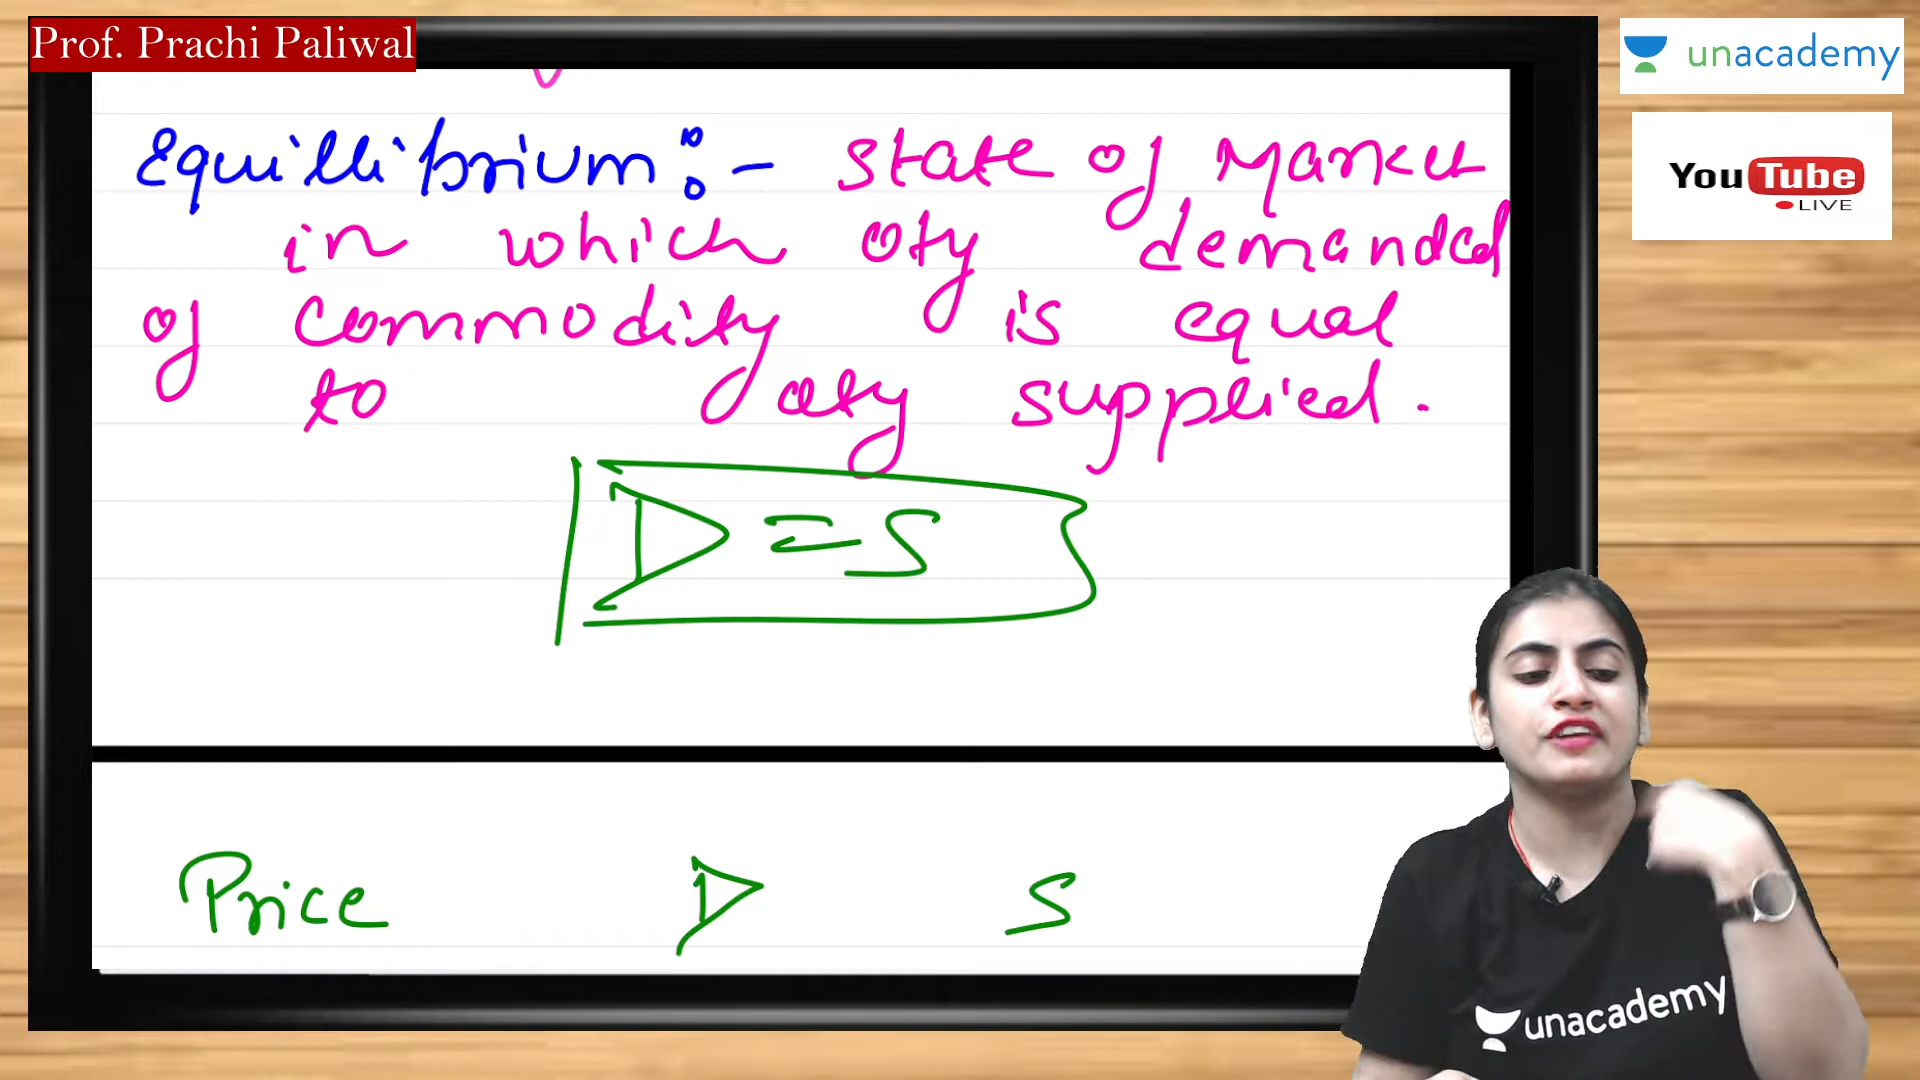 Prof. Prachi Paliwal
unacademy
YouTube
LIVE
Equillibrium :- state of Market
in which qty demanded
of commodity is equal
to qty supplied.
D = S
Price D S
unacademy